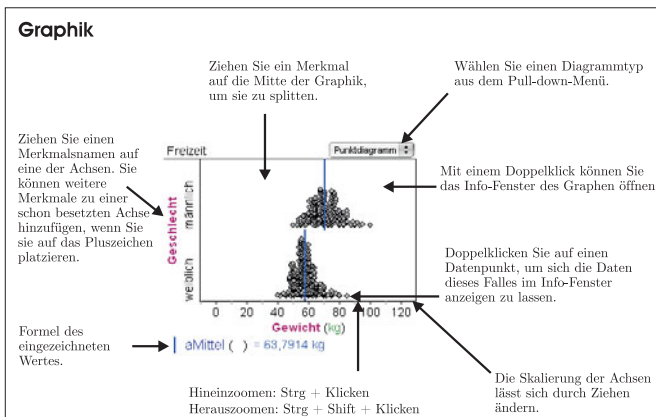 Graphik
Ziehen Sie ein Merkmal
auf die Mitte der Graphik,
um sie zu splitten.
Wählen Sie einen Diagrammtyp
aus dem Pull-down-Menü.
Ziehen Sie einen
Merkmalsnamen auf
eine der Achsen. Sie
können weitere
Merkmale zu einer
schon besetzten Achse
hinzufügen, wenn Sie
sie auf das Pluszeichen
platzieren.
Freizeit
Punktdiagramm
Mit einem Doppelklick können Sie
das Info-Fenster des Graphen öffnen
Geschlecht
männlich
weiblich
Doppelklicken Sie auf einen
Datenpunkt, um sich die Daten
dieses Falles im Info-Fenster
anzeigen zu lassen.
0 20 40 60 80 100 120
Gewicht (kg)
Formel des
eingezeichneten
Wertes.
aMittel ( ) = 63,7914 kg
Die Skalierung der Achsen
lässt sich durch Ziehen
ändern.
Hineinzoomen: Strg + Klicken
Herauszoomen: Strg + Shift + Klicken